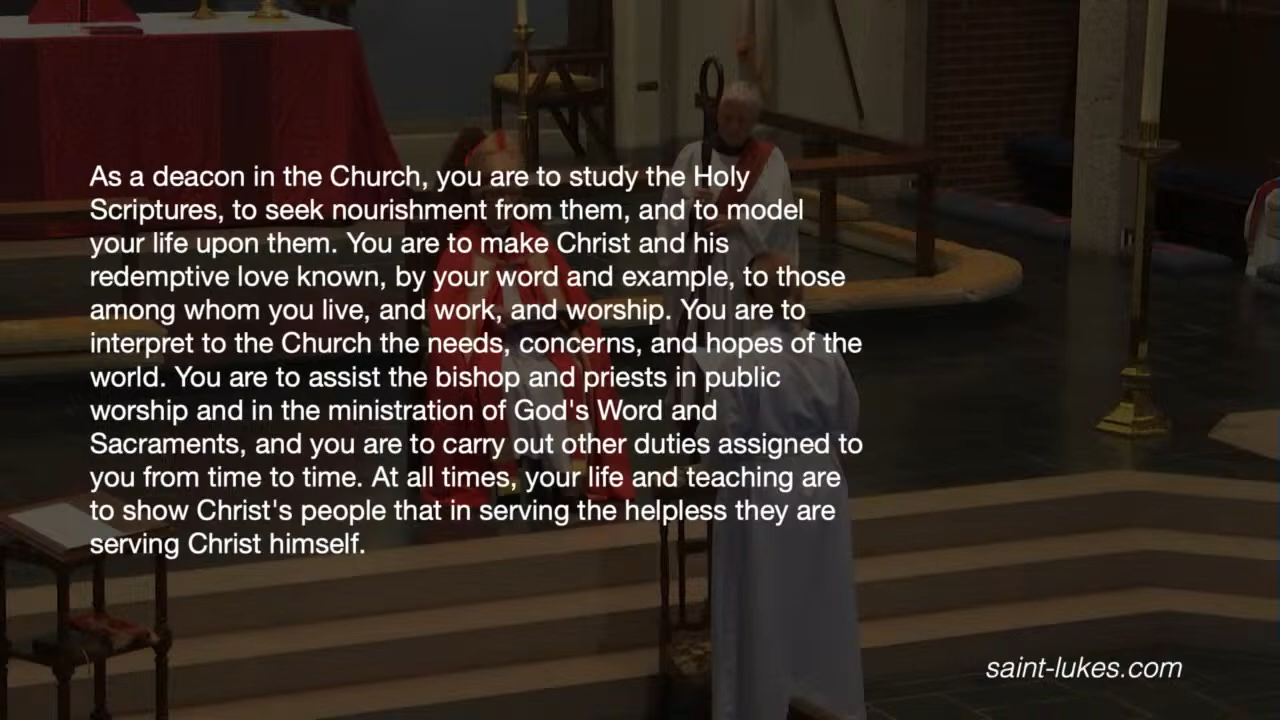 As a deacon in the Church, you are to study the Holy
Scriptures, to seek nourishment from them, and to model
your life upon them. You are to make Christ and his
redemptive love known, by your word and example, to those
among whom you live, and work, and worship. You are to
interpret to the Church the needs, concerns, and hopes of the
world. You are to assist the bishop and priests in public
worship and in the ministration of God's Word and
Sacraments, and you are to carry out other duties assigned to
you from time to time. At all times, your life and teaching are
to show Christ's people that in serving the helpless they are
serving Christ himself.
saint-lukes.com